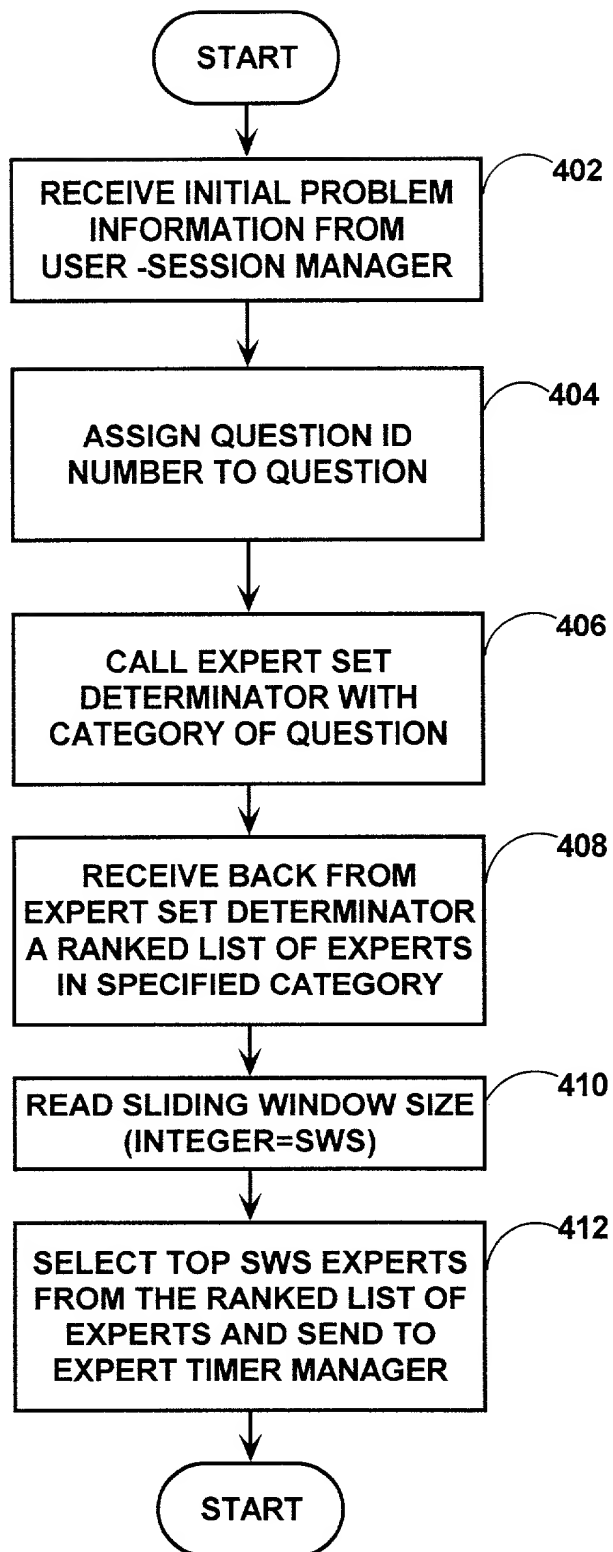 START
402
RECEIVE INITIAL PROBLEM
INFORMATION FROM
USER -SESSION MANAGER
404
ASSIGN QUESTION ID
NUMBER TO QUESTION
406
CALL EXPERT SET
DETERMINATOR WITH
CATEGORY OF QUESTION
408
RECEIVE BACK FROM
EXPERT SET DETERMINATOR
A RANKED LIST OF EXPERTS
IN SPECIFIED CATEGORY
410
READ SLIDING WINDOW SIZE
(INTEGER=SWS)
412
SELECT TOP SWS EXPERTS
FROM THE RANKED LIST OF
EXPERTS AND SEND TO
EXPERT TIMER MANAGER
START